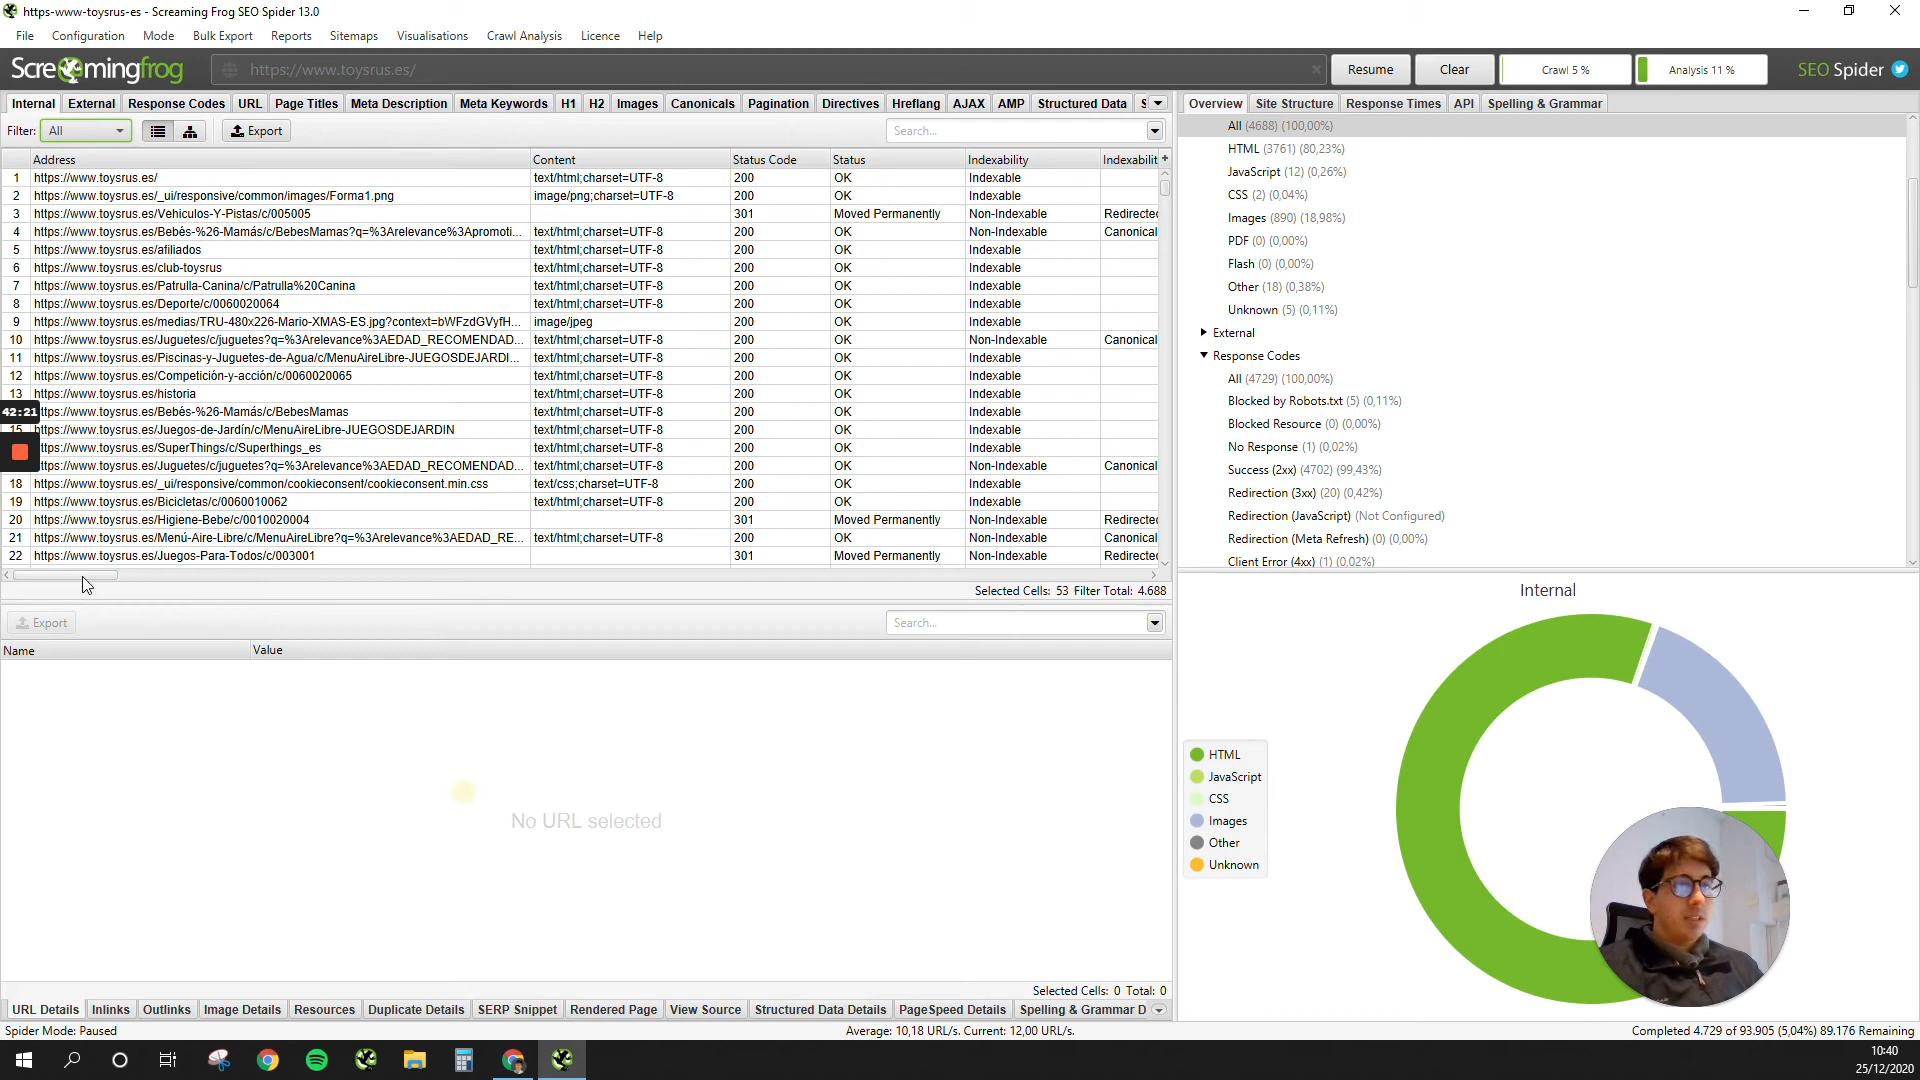 https-www-toysrus-es - Screaming Frog SEO Spider 13.0
File Configuration Mode Bulk Export Reports Sitemaps Visualisations Crawl Analysis Licence Help
Screamingfrog https://www.toysrus.es/ Resume Clear Crawl 5 % Analysis 11 % SEO Spider
Internal External Response Codes URL Page Titles Meta Description Meta Keywords H1 H2 Images Canonicals Pagination Directives Hreflang AJAX AMP Structured Data
Filter: All Export Search...
Address Content Status Code Status Indexability Indexabilit +
1 https://www.toysrus.es/ text/html;charset=UTF-8 200 OK Indexable
2 https://www.toysrus.es/_ui/responsive/common/images/Forma1.png image/png;charset=UTF-8 200 OK Indexable
3 https://www.toysrus.es/Vehiculos-Y-Pistas/c/005005 301 Moved Permanently Non-Indexable Redirected
4 https://www.toysrus.es/Bebés-%26-Mamás/c/BebesMamas?q=%3Arelevance%3Apromoti... text/html;charset=UTF-8 200 OK Non-Indexable Canonical
5 https://www.toysrus.es/afiliados text/html;charset=UTF-8 200 OK Indexable
6 https://www.toysrus.es/club-toysrus text/html;charset=UTF-8 200 OK Indexable
7 https://www.toysrus.es/Patrulla-Canina/c/Patrulla%20Canina text/html;charset=UTF-8 200 OK Indexable
8 https://www.toysrus.es/Deporte/c/0060020064 text/html;charset=UTF-8 200 OK Indexable
9 https://www.toysrus.es/medias/TRU-480x226-Mario-XMAS-ES.jpg?context=bWFzdGVyfH... image/jpeg 200 OK Indexable
10 https://www.toysrus.es/Juguetes/c/juguetes?q=%3Arelevance%3AEDAD_RECOMENDAD... text/html;charset=UTF-8 200 OK Non-Indexable Canonical
11 https://www.toysrus.es/Piscinas-y-Juguetes-de-Agua/c/MenuAireLibre-JUEGOSDEJARDI... text/html;charset=UTF-8 200 OK Indexable
12 https://www.toysrus.es/Competición-y-acción/c/0060020065 text/html;charset=UTF-8 200 OK Indexable
13 https://www.toysrus.es/historia text/html;charset=UTF-8 200 OK Indexable
42:21 ttps://www.toysrus.es/Bebés-%26-Mamás/c/BebesMamas text/html;charset=UTF-8 200 OK Indexable
15 https://www.toysrus.es/Juegos-de-Jardín/c/MenuAireLibre-JUEGOSDEJARDIN text/html;charset=UTF-8 200 OK Indexable
ttps://www.toysrus.es/SuperThings/c/Superthings_es text/html;charset=UTF-8 200 OK Indexable
ttps://www.toysrus.es/Juguetes/c/juguetes?q=%3Arelevance%3AEDAD_RECOMENDAD... text/html;charset=UTF-8 200 OK Non-Indexable Canonical
18 https://www.toysrus.es/_ui/responsive/common/cookieconsent/cookieconsent.min.css text/css;charset=UTF-8 200 OK Indexable
19 https://www.toysrus.es/Bicicletas/c/0060010062 text/html;charset=UTF-8 200 OK Indexable
20 https://www.toysrus.es/Higiene-Bebe/c/0010020004 301 Moved Permanently Non-Indexable Redirected
21 https://www.toysrus.es/Menú-Aire-Libre/c/MenuAireLibre?q=%3Arelevance%3AEDAD_RE... text/html;charset=UTF-8 200 OK Non-Indexable Canonical
22 https://www.toysrus.es/Juegos-Para-Todos/c/003001 301 Moved Permanently Non-Indexable Redirected
Selected Cells: 53 Filter Total: 4.688
Export Search...
Name Value
No URL selected
Selected Cells: 0 Total: 0
URL Details Inlinks Outlinks Image Details Resources Duplicate Details SERP Snippet Rendered Page View Source Structured Data Details PageSpeed Details Spelling & Grammar D
Overview Site Structure Response Times API Spelling & Grammar
All (4688) (100,00%)
HTML (3761) (80,23%)
JavaScript (12) (0,26%)
CSS (2) (0,04%)
Images (890) (18,98%)
PDF (0) (0,00%)
Flash (0) (0,00%)
Other (18) (0,38%)
Unknown (5) (0,11%)
External
Response Codes
All (4729) (100,00%)
Blocked by Robots.txt (5) (0,11%)
Blocked Resource (0) (0,00%)
No Response (1) (0,02%)
Success (2xx) (4702) (99,43%)
Redirection (3xx) (20) (0,42%)
Redirection (JavaScript) (Not Configured)
Redirection (Meta Refresh) (0) (0,00%)
Client Error (4xx) (1) (0,02%)
Internal
HTML
JavaScript
CSS
Images
Other
Unknown
Spider Mode: Paused Average: 10,18 URL/s. Current: 12,00 URL/s. Completed 4.729 of 93.905 (5,04%) 89.176 Remaining
10:40
25/12/2020